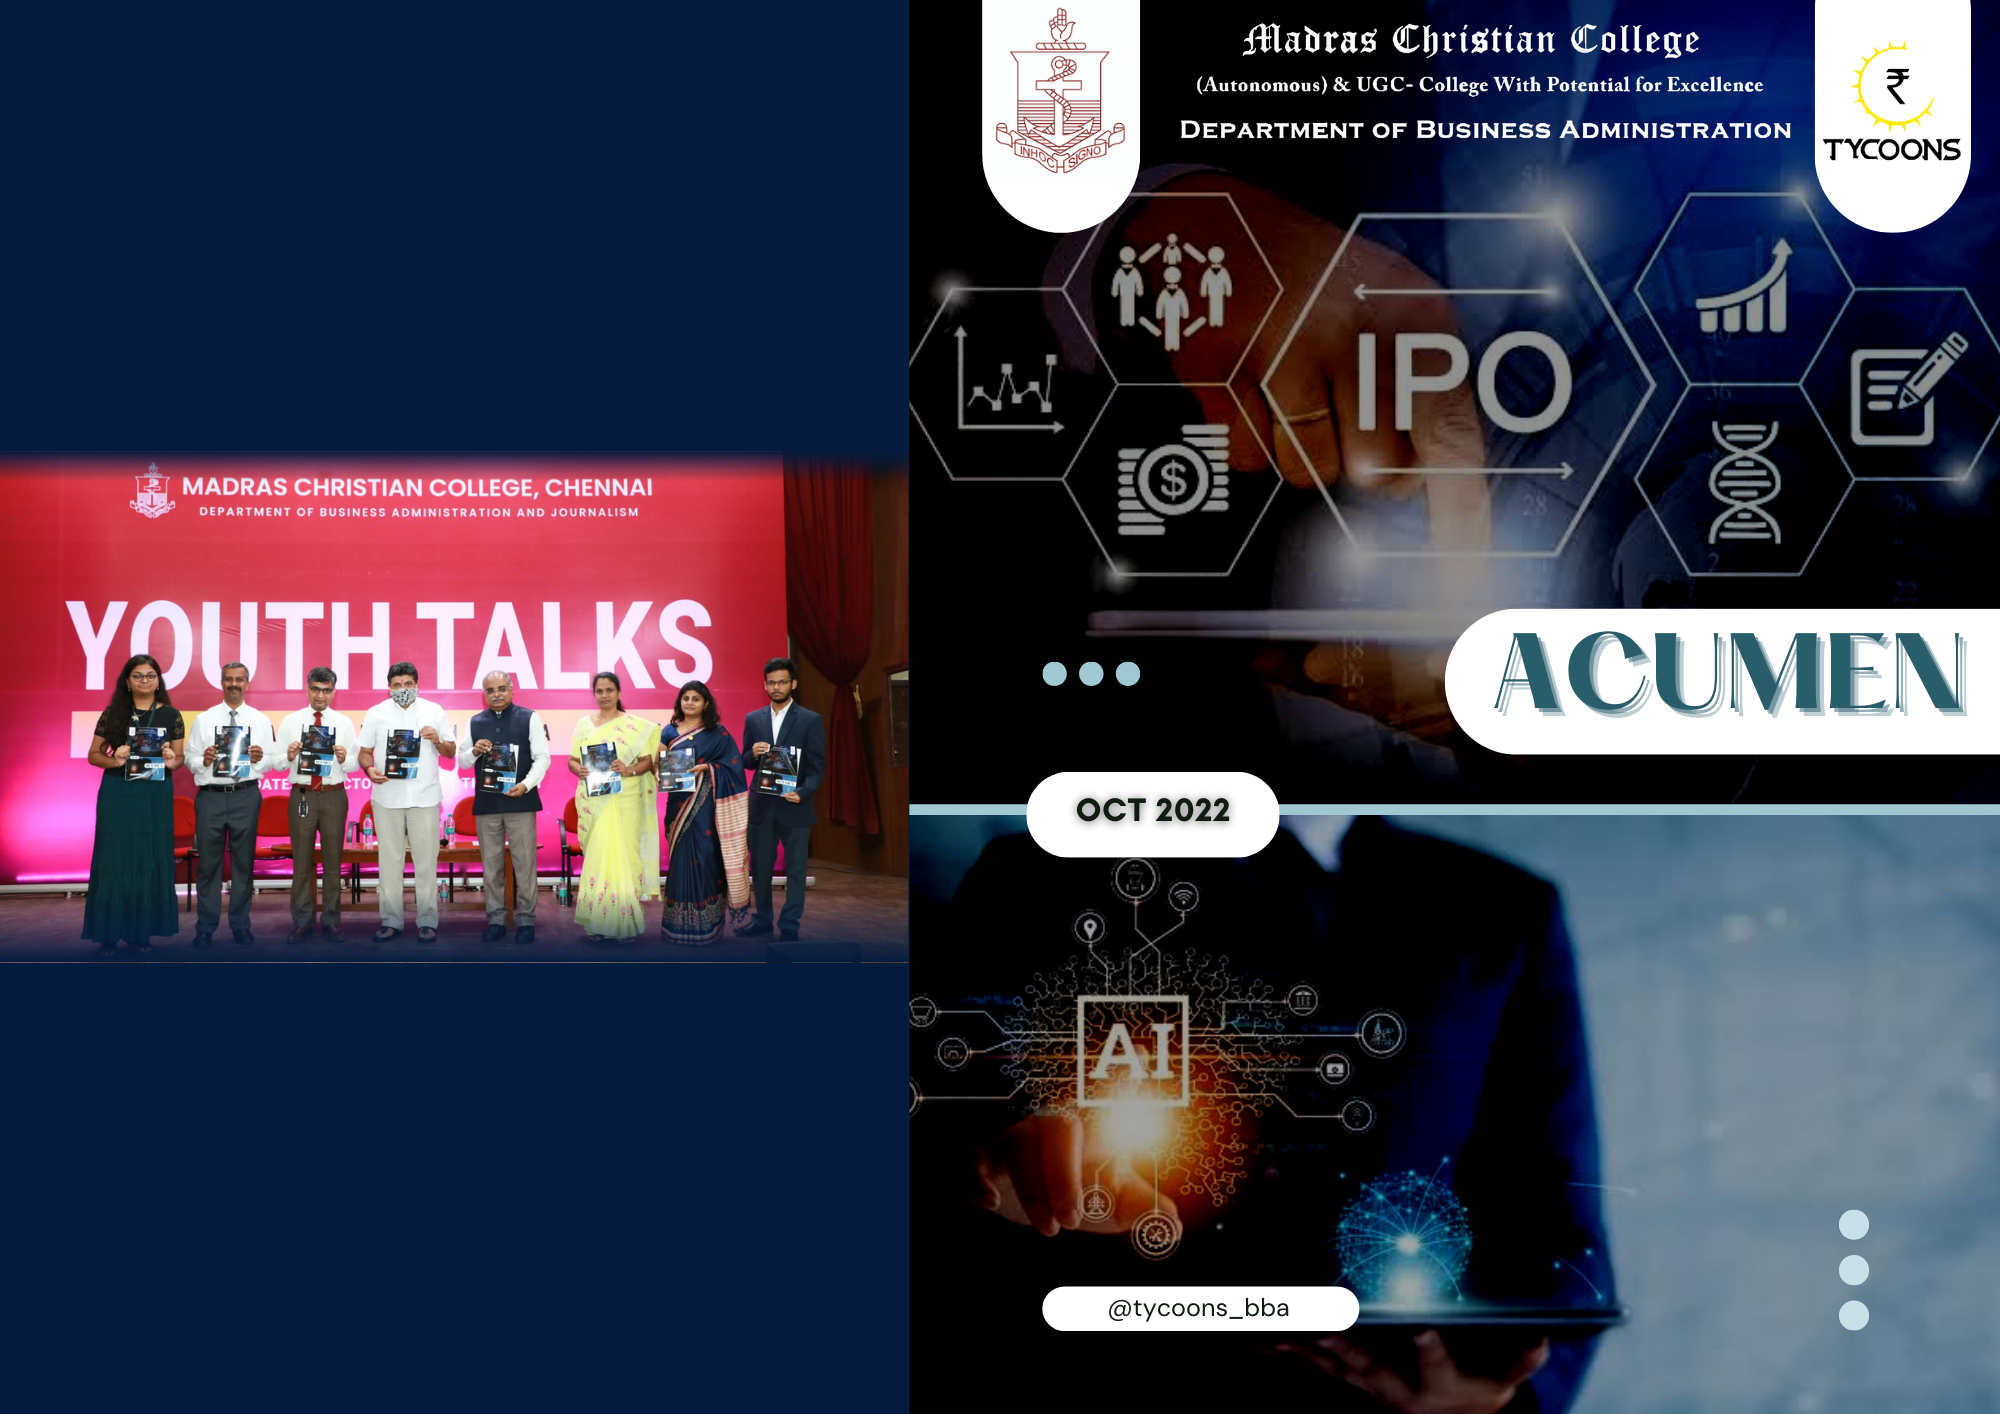 MADRAS CHRISTIAN COLLEGE, CHENNAI
DEPARTMENT OF BUSINESS ADMINISTRATION AND JOURNALISM
YOUTH TALKS
INHOC SIGNO
Madras Christian College
(Autonomous) & UGC- College With Potential for Excellence
DEPARTMENT OF BUSINESS ADMINISTRATION
₹
TYCOONS
IPO
$
ACUMEN
OCT 2022
AI
@tycoons_bba